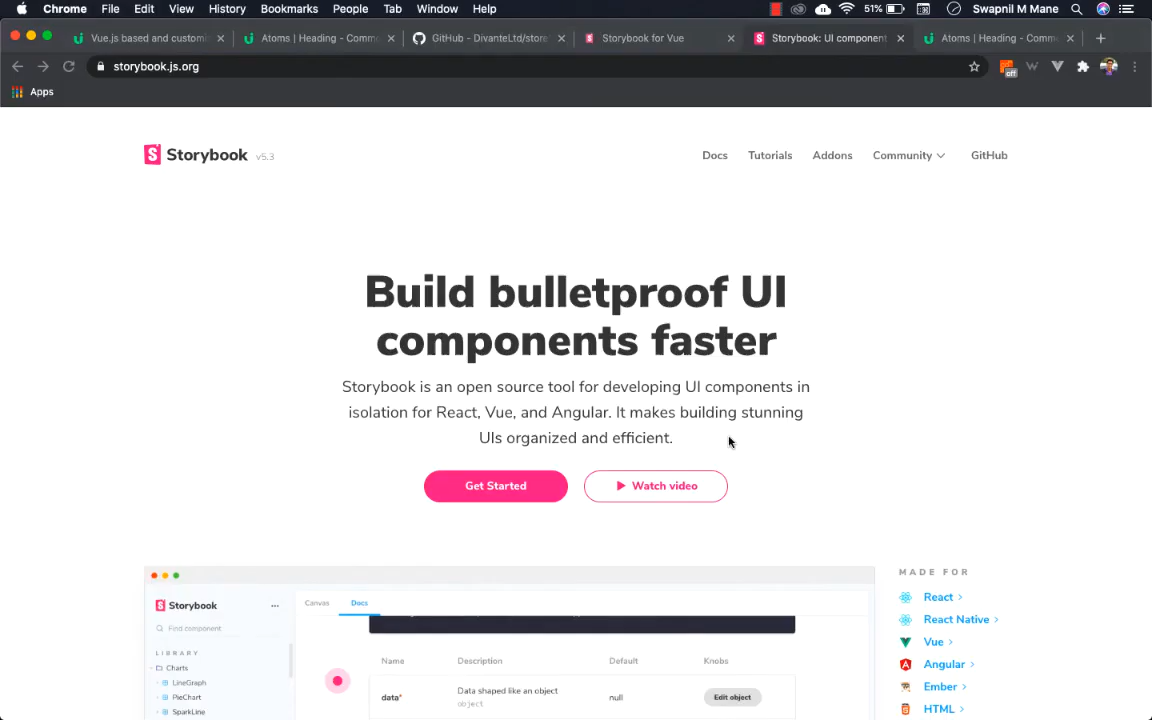 Chrome File Edit View History Bookmarks People Tab Window Help 51% Swapnil M Mane
Vue.js based and customi
Atoms | Heading - Comm
GitHub - DivanteLtd/store
Storybook for Vue
Storybook: UI component
Atoms | Heading - Comm
storybook.js.org
off
Apps
Storybook v5.3
Docs Tutorials Addons Community GitHub
Build bulletproof UI
components faster
Storybook is an open source tool for developing UI components in
isolation for React, Vue, and Angular. It makes building stunning
UIs organized and efficient.
Get Started
Watch video
Storybook
Find component
LIBRARY
Charts
LineGraph
PieChart
SparkLine
Canvas Docs
Name Description Default Knobs
data* Data shaped like an object null Edit object
object
MADE FOR
React
React Native
Vue
Angular
Ember
HTML